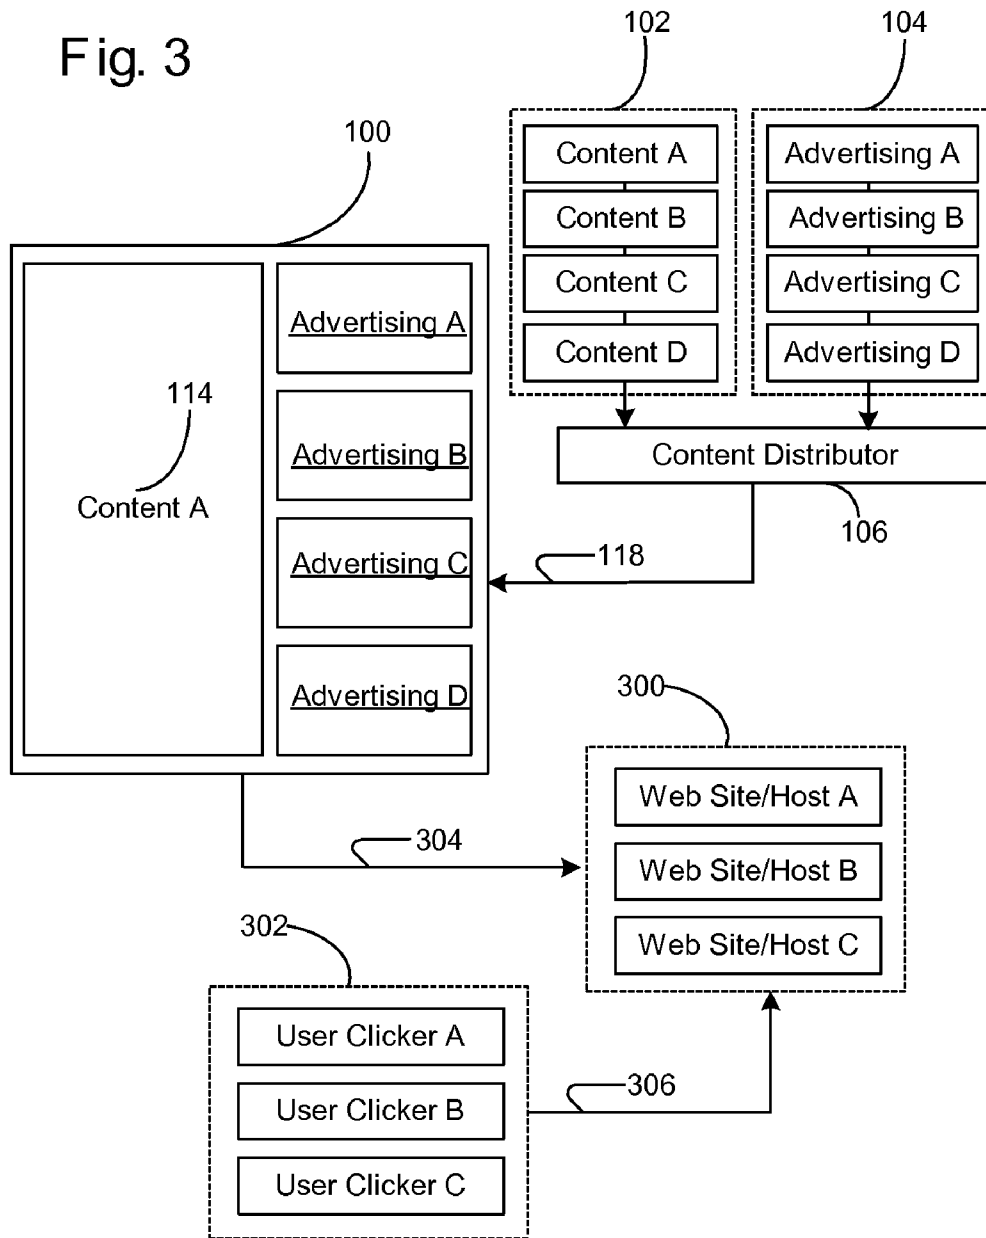 Fig. 3
102
104
100
Content A
Content B
Content C
Content D
Advertising A
Advertising B
Advertising C
Advertising D
Content Distributor
106
118
114
Content A
Advertising A
Advertising B
Advertising C
Advertising D
300
Web Site/Host A
Web Site/Host B
Web Site/Host C
304
302
User Clicker A
User Clicker B
User Clicker C
306